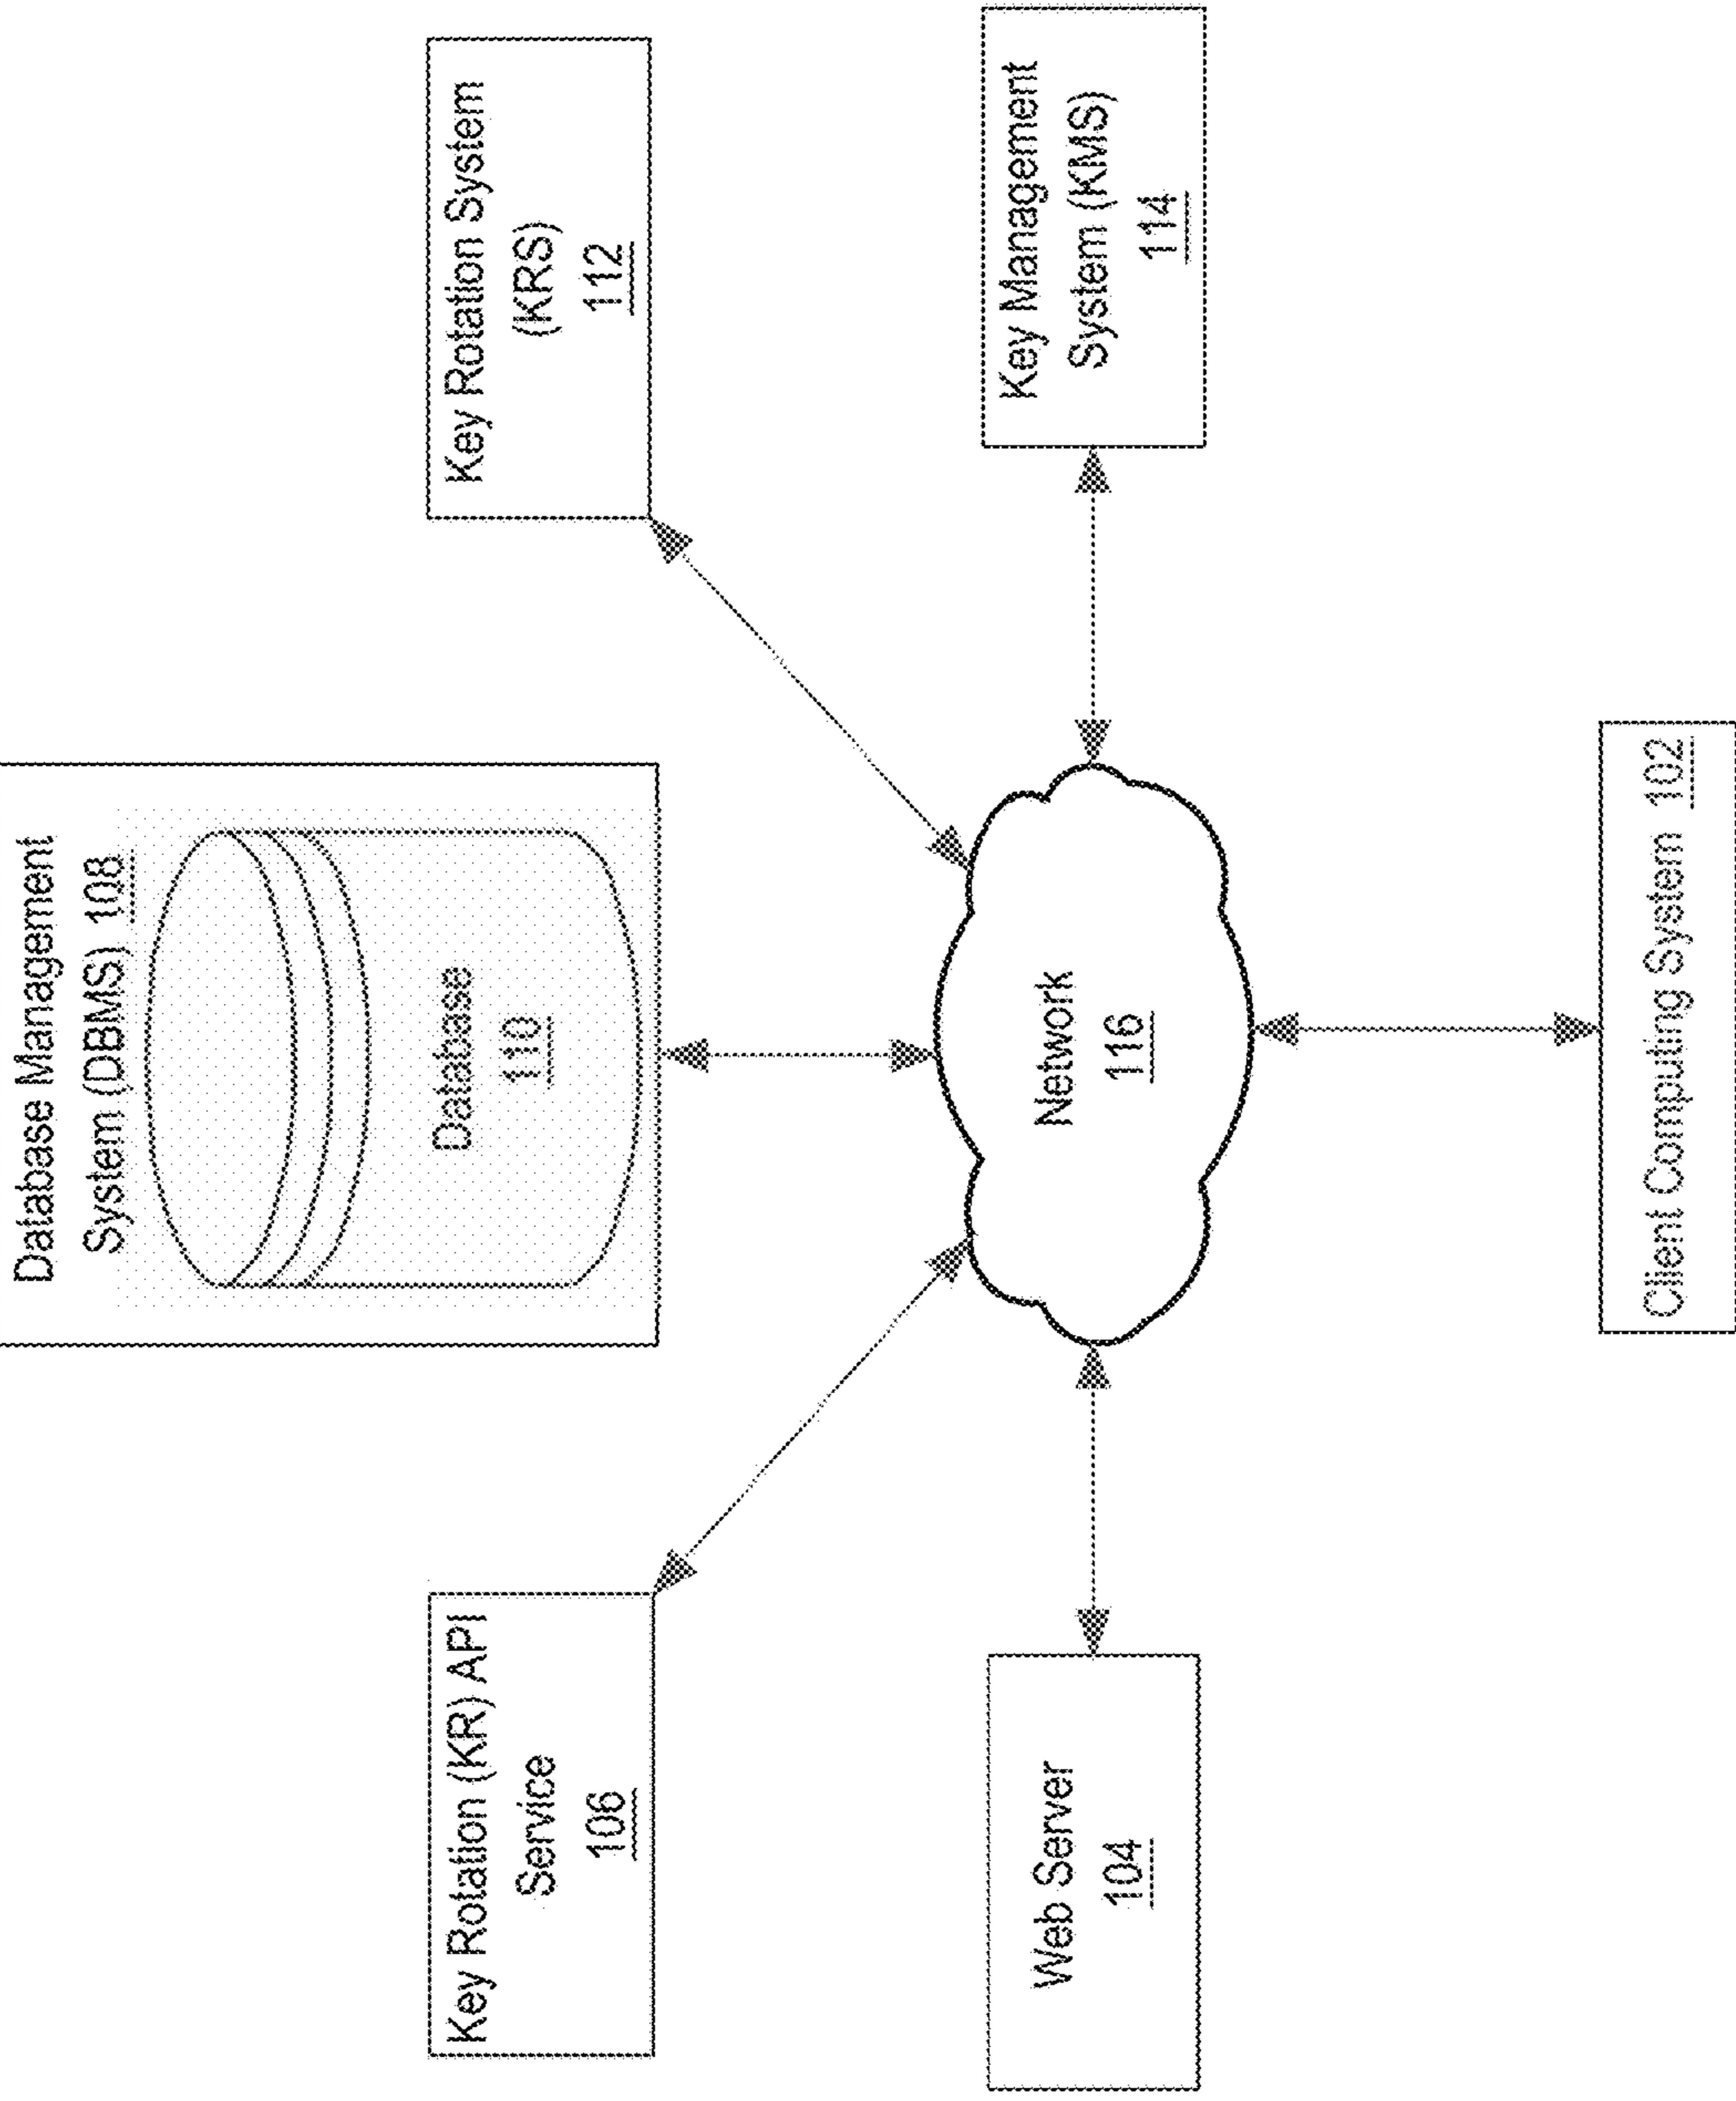 Database Management
System (DBMS) 108
Database
110
Key Rotation (KR) API
Service
106
Key Rotation System
(KRS)
112
Web Server
104
Network
116
Key Management
System (KMS)
114
Client Computing System 102